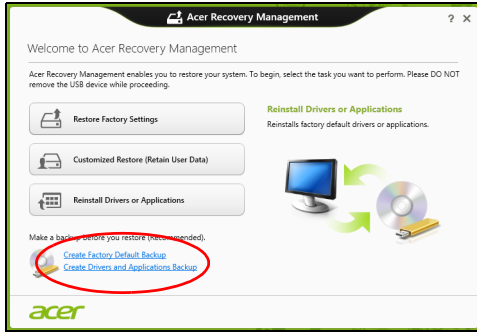 Acer Recovery Management
? X
Welcome to Acer Recovery Management
Acer Recovery Management enables you to restore your system. To begin, select the task you want to perform. Please DO NOT
remove the USB device while proceeding.
Restore Factory Settings
Reinstall Drivers or Applications
Reinstalls factory default drivers or applications.
Customized Restore (Retain User Data)
Reinstall Drivers or Applications
Make a backup before you restore (Recommended).
Create Factory Default Backup
Create Drivers and Applications Backup
acer